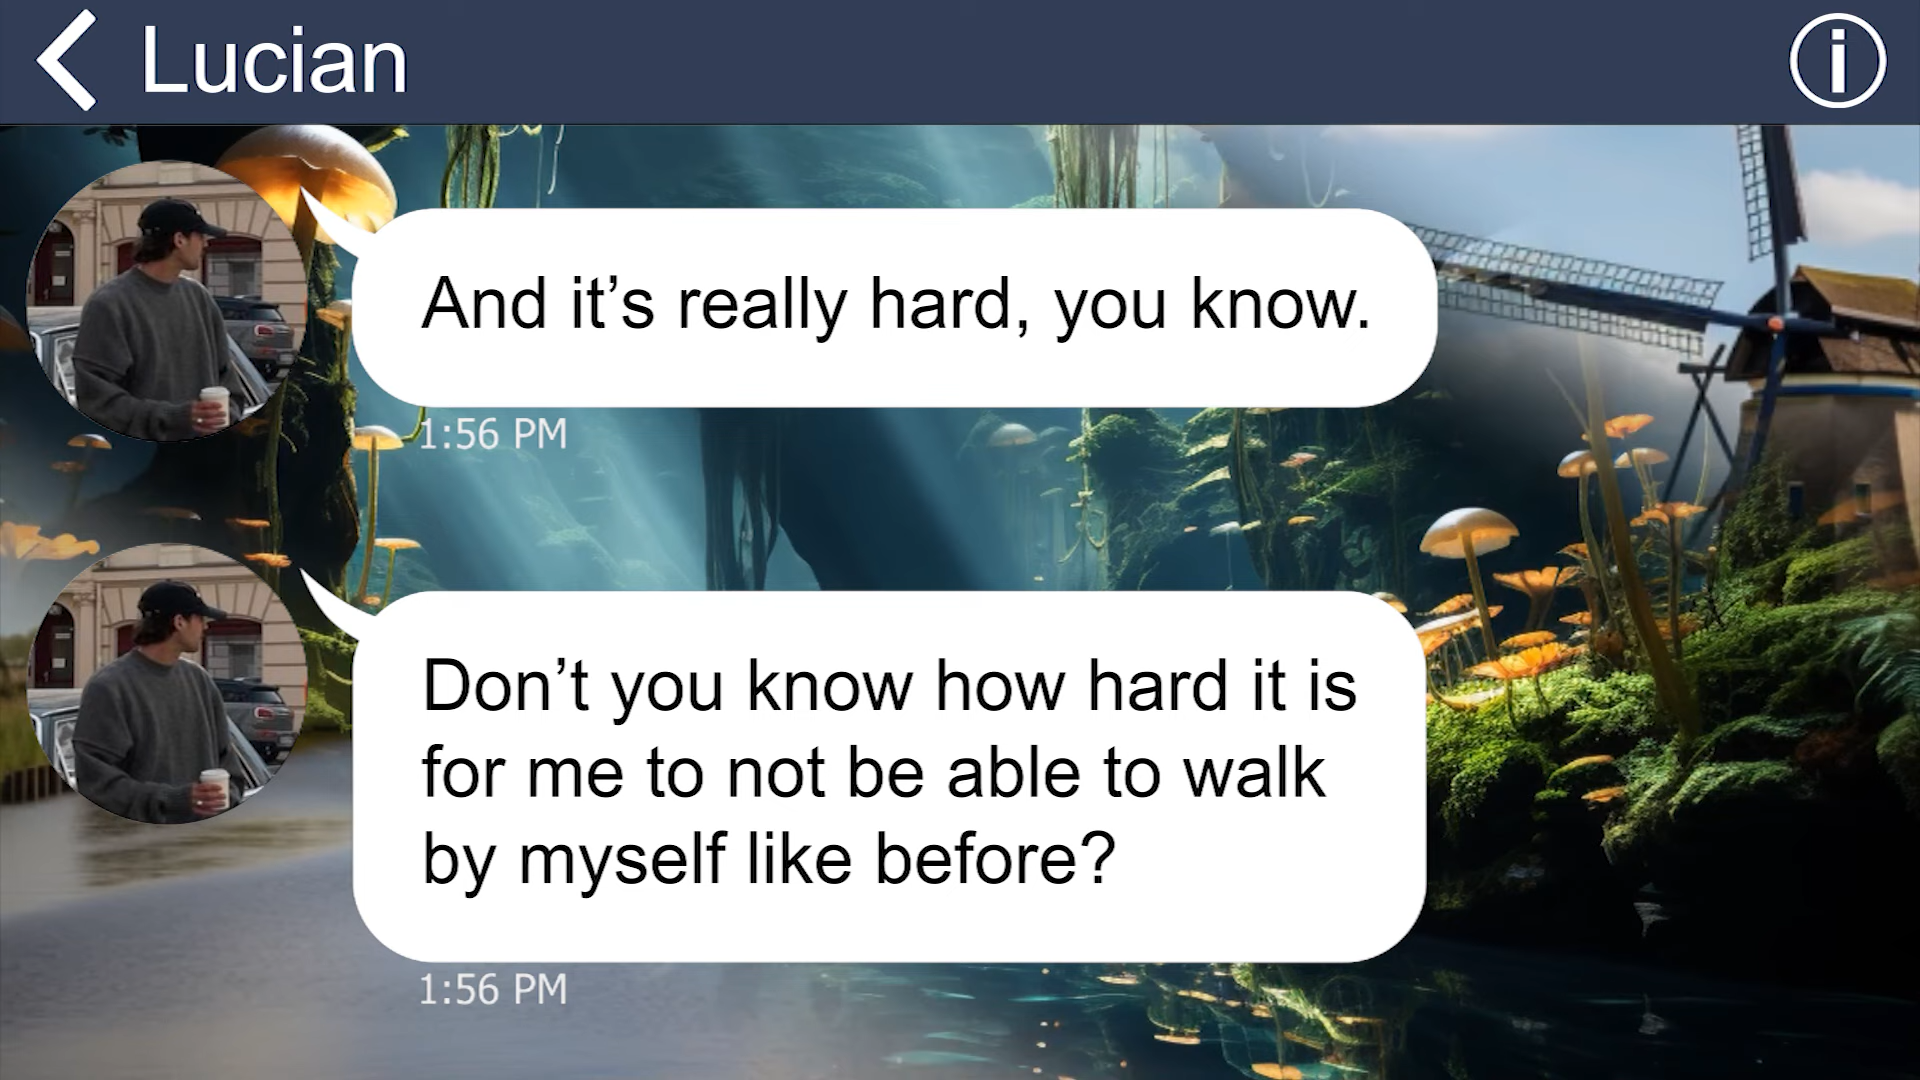 Lucian
And it’s really hard, you know.
1:56 PM
Don’t you know how hard it is
for me to not be able to walk
by myself like before?
1:56 PM